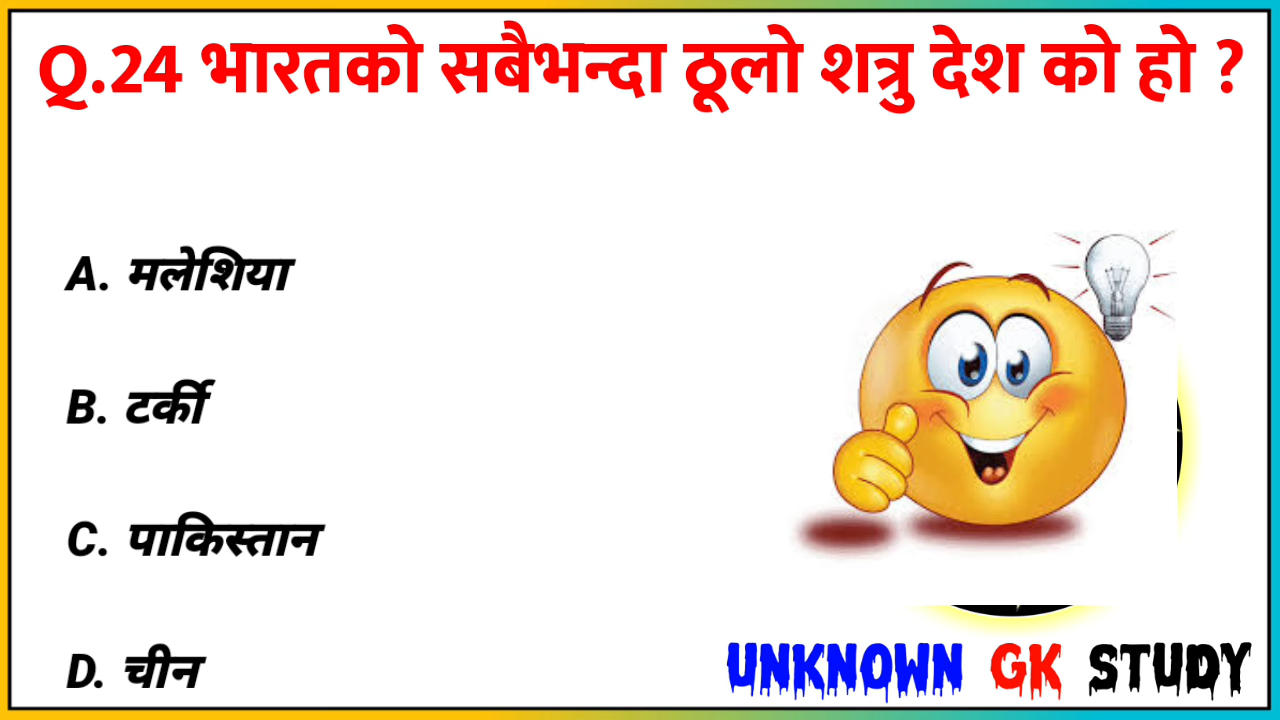 Q.24 भारतको सबैभन्दा ठूलो शत्रु देश को हो ?
A. मलेशिया
B. टर्की
C. पाकिस्तान
D. चीन
UNKNOWN GK STUDY